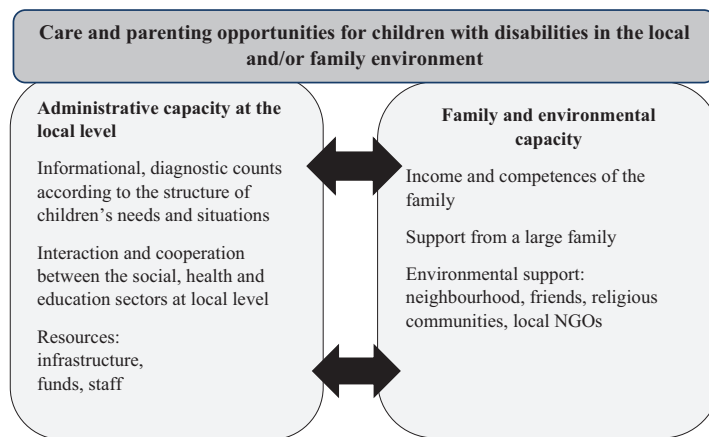 Care and parenting opportunities for children with disabilities in the local
and/or family environment
Administrative capacity at the
local level
Informational, diagnostic counts
according to the structure of
children's needs and situations
Interaction and cooperation
between the social, health and
education sectors at local level
Resources:
infrastructure,
funds, staff
Family and environmental
capacity
Income and competences of the
family
Support from a large family
Environmental support:
neighbourhood, friends, religious
communities, local NGOs